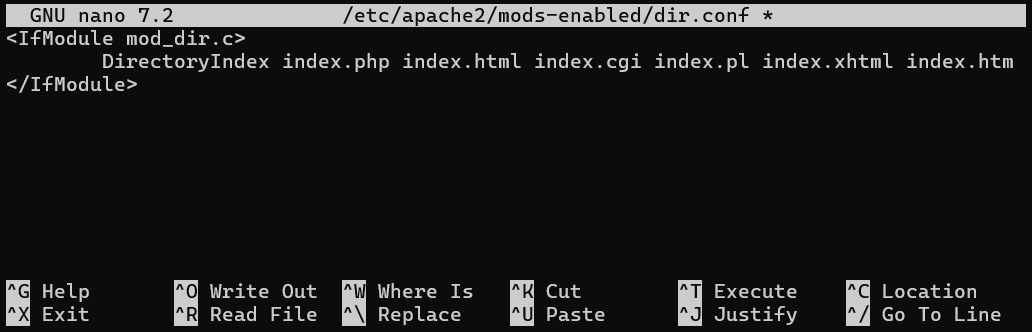 GNU nano 7.2 /etc/apache2/mods-enabled/dir.conf *
<IfModule mod_dir.c>
        DirectoryIndex index.php index.html index.cgi index.pl index.xhtml index.htm
</IfModule>
^G Help ^O Write Out ^W Where Is ^K Cut ^T Execute ^C Location
^X Exit ^R Read File ^\ Replace ^U Paste ^J Justify ^/ Go To Line